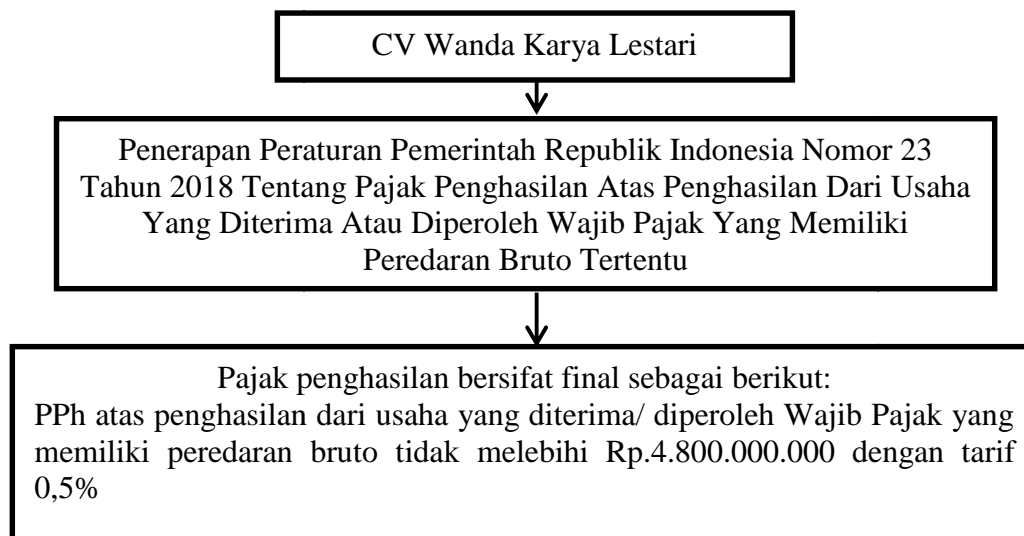 CV Wanda Karya Lestari
Penerapan Peraturan Pemerintah Republik Indonesia Nomor 23
Tahun 2018 Tentang Pajak Penghasilan Atas Penghasilan Dari Usaha
Yang Diterima Atau Diperoleh Wajib Pajak Yang Memiliki
Peredaran Bruto Tertentu
Pajak penghasilan bersifat final sebagai berikut:
PPh atas penghasilan dari usaha yang diterima/ diperoleh Wajib Pajak yang
memiliki peredaran bruto tidak melebihi Rp.4.800.000.000 dengan tarif
0,5%